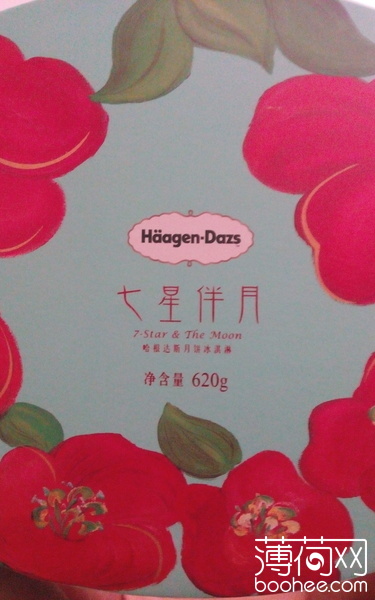 Häagen-Dazs
七星伴月
7-Star & The Moon
哈根达斯月饼冰淇淋
净含量 620g
薄荷网
boohee.com